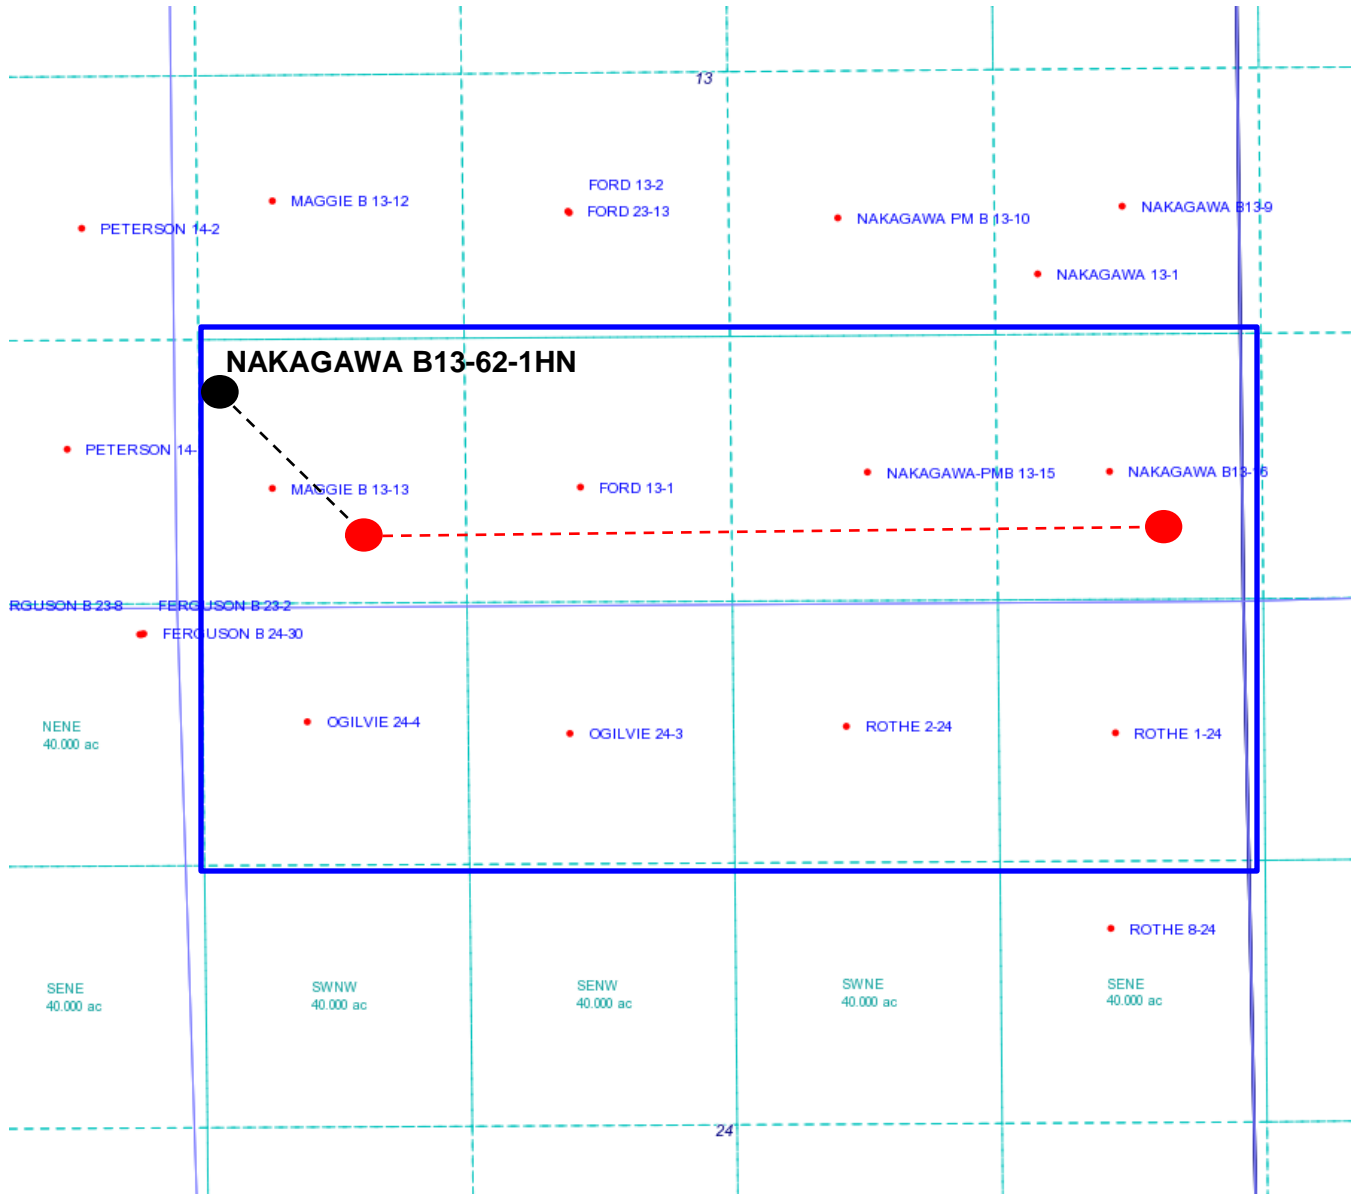 13
FORD 13-2
MAGGIE B 13-12
FORD 23-13
NAKAGAWA B13-9
PETERSON 14-2
NAKAGAWA PM B 13-10
NAKAGAWA 13-1
NAKAGAWA B13-62-1HN
PETERSON 14-
NAKAGAWA-PMB 13-15
NAKAGAWA B13-16
MAGGIE B 13-13
FORD 13-1
RGUSON B 23-8
FERGUSON B 23-2
FERGUSON B 24-30
NENE
40.000 ac
OGILVIE 24-4
OGILVIE 24-3
ROTHE 2-24
ROTHE 1-24
ROTHE 8-24
SENE
40.000 ac
SWNW
40.000 ac
SENW
40.000 ac
SWNE
40.000 ac
SENE
40.000 ac
24